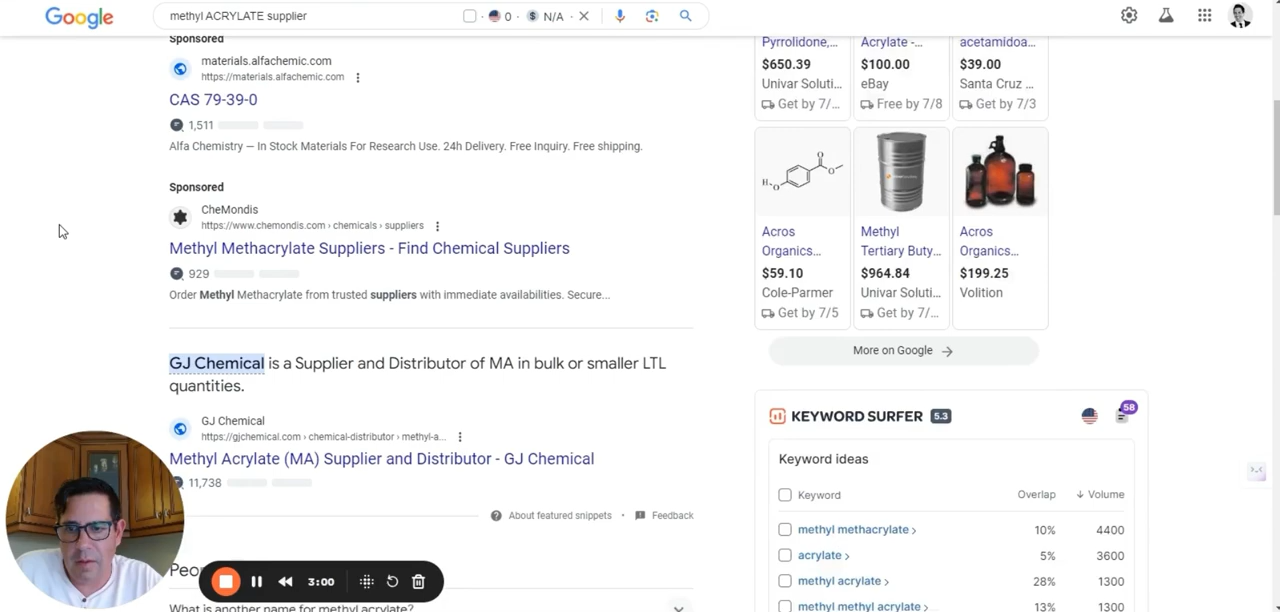 Google
methyl ACRYLATE supplier
0
N/A
Sponsored
materials.alfachemic.com
https://materials.alfachemic.com
CAS 79-39-0
1,511
Alfa Chemistry — In Stock Materials For Research Use. 24h Delivery. Free Inquiry. Free shipping.
Sponsored
CheMondis
https://www.chemondis.com › chemicals › suppliers
Methyl Methacrylate Suppliers - Find Chemical Suppliers
929
Order Methyl Methacrylate from trusted suppliers with immediate availabilities. Secure...
GJ Chemical is a Supplier and Distributor of MA in bulk or smaller LTL
quantities.
GJ Chemical
https://gjchemical.com › chemical-distributor › methyl-a...
Methyl Acrylate (MA) Supplier and Distributor - GJ Chemical
11,738
About featured snippets
Feedback
Peo
3:00
What is another name for methyl acrylate?
Pyrrolidone,...
$650.39
Univar Soluti...
Get by 7/...
Acrylate -...
$100.00
eBay
Free by 7/8
acetamidoa...
$39.00
Santa Cruz ...
Get by 7/3
Acros
Organics...
$59.10
Cole-Parmer
Get by 7/5
Methyl
Tertiary Buty...
$964.84
Univar Soluti...
Get by 7/...
Acros
Organics...
$199.25
Volition
More on Google
KEYWORD SURFER 5.3
58
Keyword ideas
Keyword Overlap Volume
methyl methacrylate 10% 4400
acrylate 5% 3600
methyl acrylate 28% 1300
methyl methyl acrylate 13% 1300